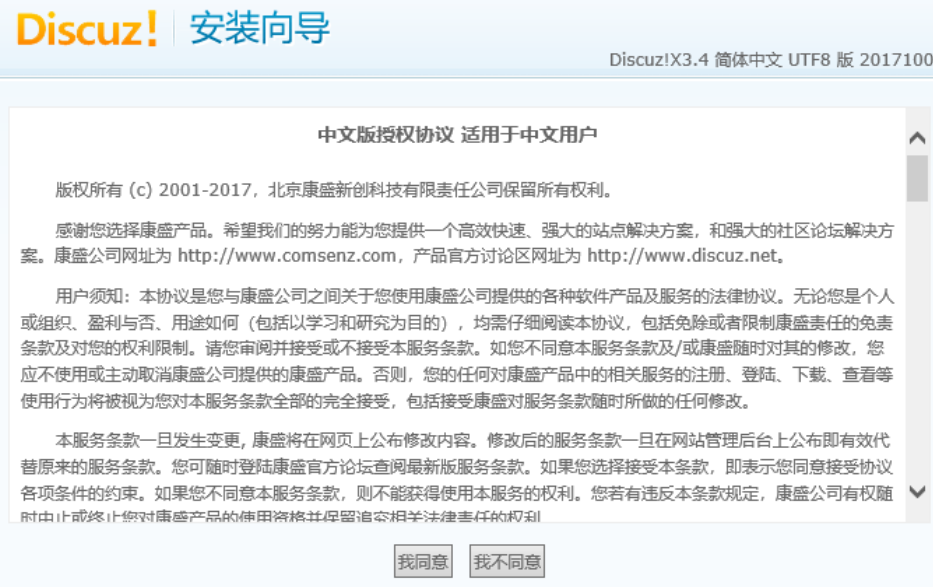 Discuz! 安装向导
Discuz!X3.4 简体中文 UTF8 版 2017100
中文版授权协议 适用于中文用户
版权所有 (c) 2001-2017，北京康盛新创科技有限责任公司保留所有权利。
感谢您选择康盛产品。希望我们的努力能为您提供一个高效快速、强大的站点解决方案，和强大的社区论坛解决方
案。康盛公司网址为 http://www.comsenz.com，产品官方讨论区网址为 http://www.discuz.net。
用户须知：本协议是您与康盛公司之间关于您使用康盛公司提供的各种软件产品及服务的法律协议。无论您是个人
或组织、盈利与否、用途如何（包括以学习和研究为目的），均需仔细阅读本协议，包括免除或者限制康盛责任的免责
条款及对您的权利限制。请您审阅并接受或不接受本服务条款。如您不同意本服务条款及/或康盛随时对其的修改，您
应不使用或主动取消康盛公司提供的康盛产品。否则，您的任何对康盛产品中的相关服务的注册、登陆、下载、查看等
使用行为将被视为您对本服务条款全部的完全接受，包括接受康盛对服务条款随时所做的任何修改。
本服务条款一旦发生变更, 康盛将在网页上公布修改内容。修改后的服务条款一旦在网站管理后台上公布即有效代
替原来的服务条款。您可随时登陆康盛官方论坛查阅最新版服务条款。如果您选择接受本条款，即表示您同意接受协议
各项条件的约束。如果您不同意本服务条款，则不能获得使用本服务的权利。您若有违反本条款规定，康盛公司有权随
时中止或终止您对康盛产品的使用资格并保留追究相关法律责任的权利
我同意 我不同意